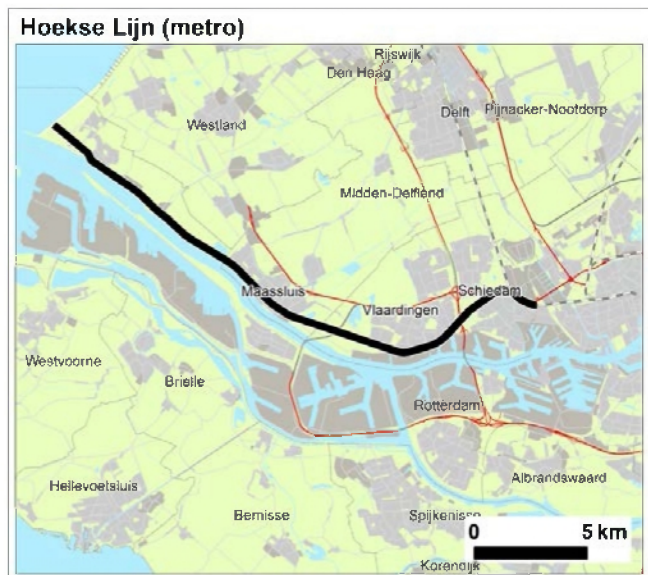 Hoekse Lijn (metro)
Rijswijk
Den Haag
Delft
Pijnacker-Nootdorp
Westland
Midden-Delfland
Maassluis
Schiedam
Vlaardingen
Westvoorne
Brielle
Rotterdam
Hellevoetsluis
Albrandswaard
Bernisse
Spijkenisse
0 5 km
Korendijk